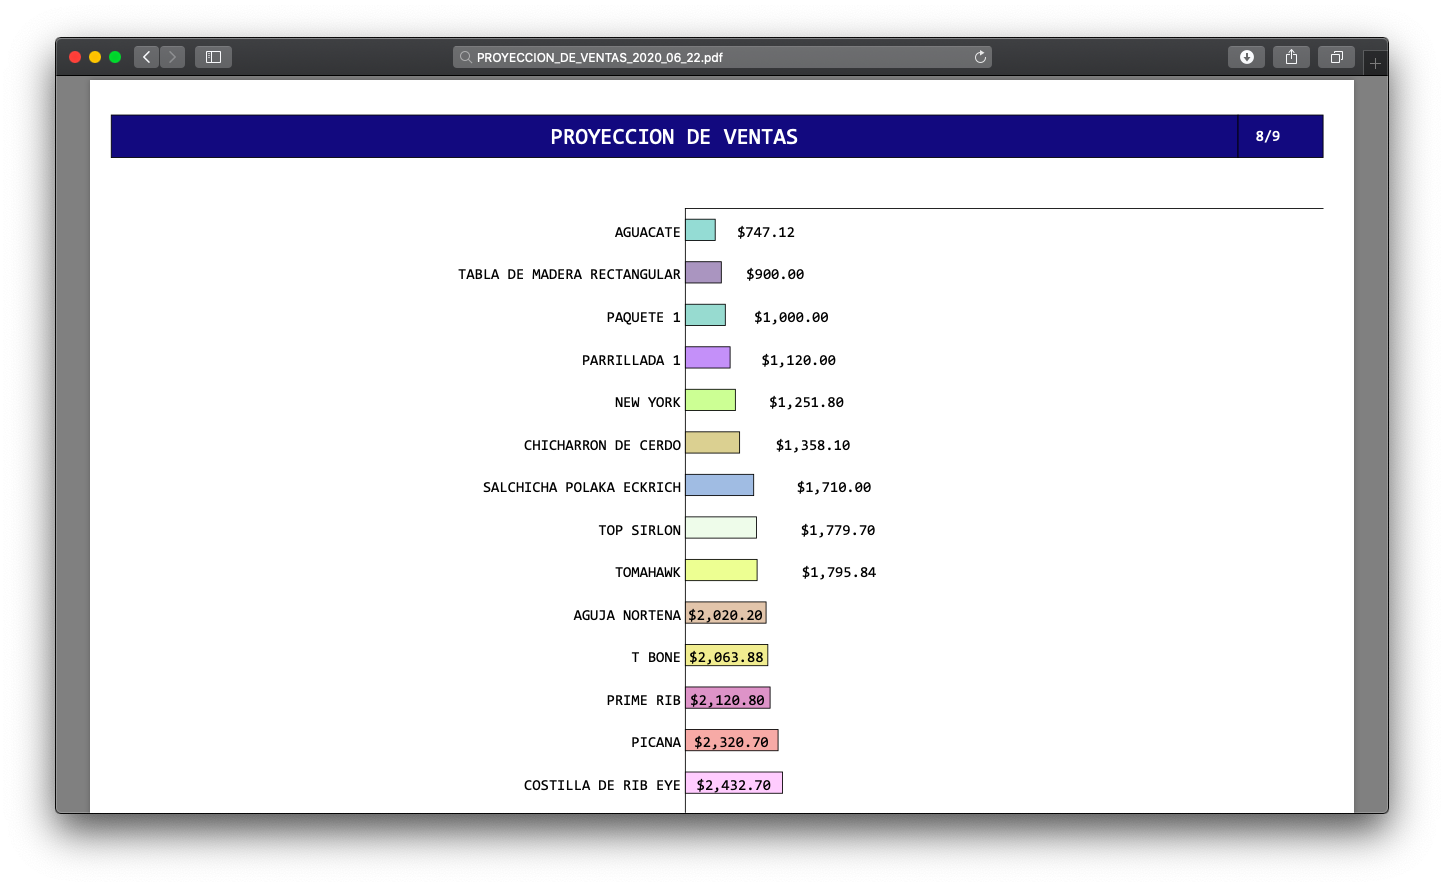 PROYECCION_DE_VENTAS_2020_06_22.pdf
PROYECCION DE VENTAS 8/9
AGUACATE $747.12
TABLA DE MADERA RECTANGULAR $900.00
PAQUETE 1 $1,000.00
PARRILLADA 1 $1,120.00
NEW YORK $1,251.80
CHICHARRON DE CERDO $1,358.10
SALCHICHA POLAKA ECKRICH $1,710.00
TOP SIRLON $1,779.70
TOMAHAWK $1,795.84
AGUJA NORTENA $2,020.20
T BONE $2,063.88
PRIME RIB $2,120.80
PICANA $2,320.70
COSTILLA DE RIB EYE $2,432.70